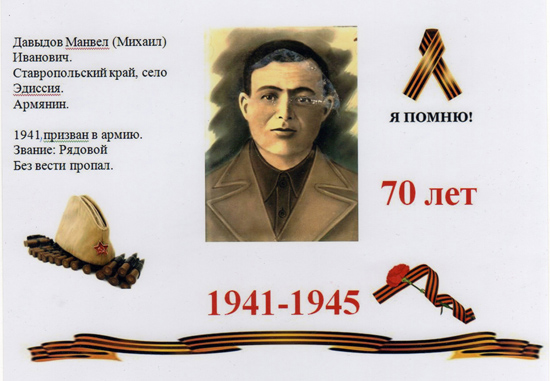 Давыдов Манвел (Михаил)
Иванович.
Ставропольский край, село
Эдиссия.
Армянин.
1941,призван в армию.
Звание: Рядовой
Без вести пропал.
Я ПОМНЮ!
70 лет
1941-1945